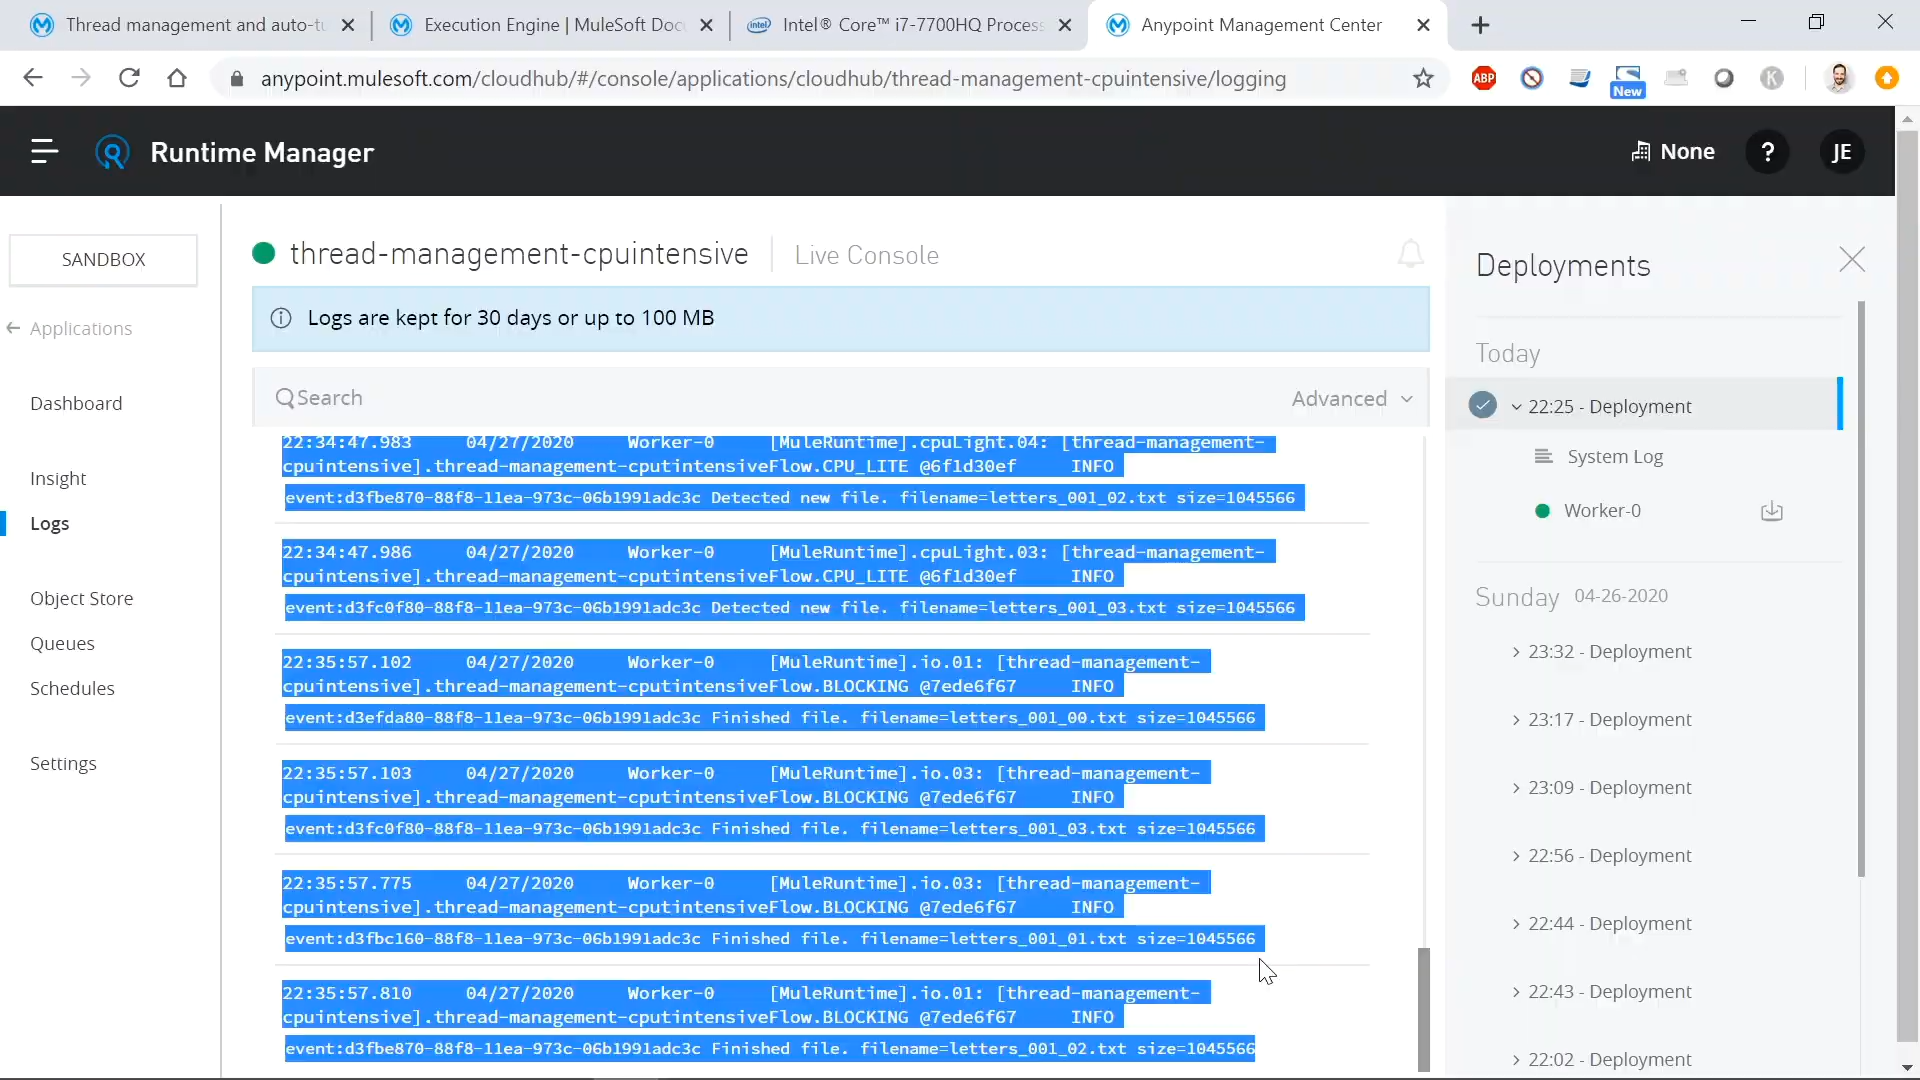 Thread management and auto-tu
Execution Engine | MuleSoft Doc
intel
Intel® Core™ i7-7700HQ Process
Anypoint Management Center
anypoint.mulesoft.com/cloudhub/#/console/applications/cloudhub/thread-management-cpuintensive/logging
ABP
New
K
Runtime Manager
None
?
JE
SANDBOX
Applications
Dashboard
Insight
Logs
Object Store
Queues
Schedules
Settings
thread-management-cpuintensive
Live Console
Logs are kept for 30 days or up to 100 MB
Search
Advanced
22:34:47.983 04/27/2020 Worker-0 [MuleRuntime].cpuLight.04: [thread-management-
cpuintensive].thread-management-cputintensiveFlow.CPU_LITE @6f1d30ef INFO
event:d3fbe870-88f8-11ea-973c-06b1991adc3c Detected new file. filename=letters_001_02.txt size=1045566
22:34:47.986 04/27/2020 Worker-0 [MuleRuntime].cpuLight.03: [thread-management-
cpuintensive].thread-management-cputintensiveFlow.CPU_LITE @6f1d30ef INFO
event:d3fc0f80-88f8-11ea-973c-06b1991adc3c Detected new file. filename=letters_001_03.txt size=1045566
22:35:57.102 04/27/2020 Worker-0 [MuleRuntime].io.01: [thread-management-
cpuintensive].thread-management-cputintensiveFlow.BLOCKING @7ede6f67 INFO
event:d3efda80-88f8-11ea-973c-06b1991adc3c Finished file. filename=letters_001_00.txt size=1045566
22:35:57.103 04/27/2020 Worker-0 [MuleRuntime].io.03: [thread-management-
cpuintensive].thread-management-cputintensiveFlow.BLOCKING @7ede6f67 INFO
event:d3fc0f80-88f8-11ea-973c-06b1991adc3c Finished file. filename=letters_001_03.txt size=1045566
22:35:57.775 04/27/2020 Worker-0 [MuleRuntime].io.03: [thread-management-
cpuintensive].thread-management-cputintensiveFlow.BLOCKING @7ede6f67 INFO
event:d3fbc160-88f8-11ea-973c-06b1991adc3c Finished file. filename=letters_001_01.txt size=1045566
22:35:57.810 04/27/2020 Worker-0 [MuleRuntime].io.01: [thread-management-
cpuintensive].thread-management-cputintensiveFlow.BLOCKING @7ede6f67 INFO
event:d3fbe870-88f8-11ea-973c-06b1991adc3c Finished file. filename=letters_001_02.txt size=1045566
Deployments
Today
22:25 - Deployment
System Log
Worker-0
Sunday 04-26-2020
23:32 - Deployment
23:17 - Deployment
23:09 - Deployment
22:56 - Deployment
22:44 - Deployment
22:43 - Deployment
22:02 - Deployment